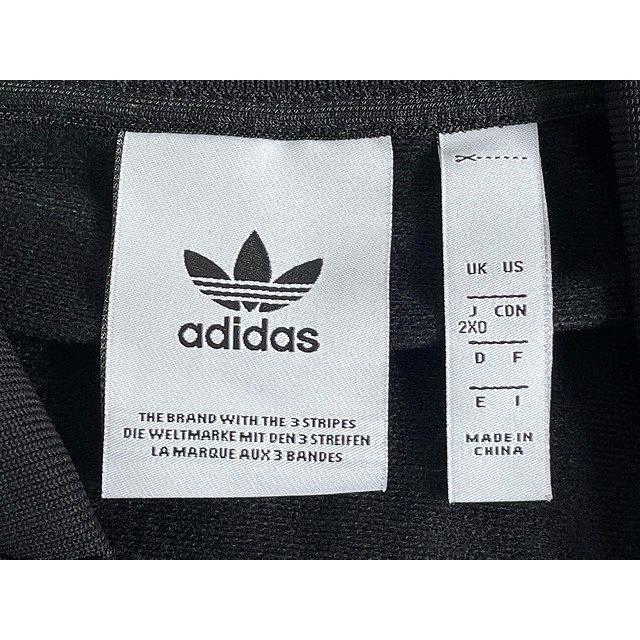 adidas
THE BRAND WITH THE 3 STRIPES
DIE WELTMARKE MIT DEN 3 STREIFEN
LA MARQUE AUX 3 BANDES
UK US
J CDN
2XO
D F
E I
MADE IN
CHINA